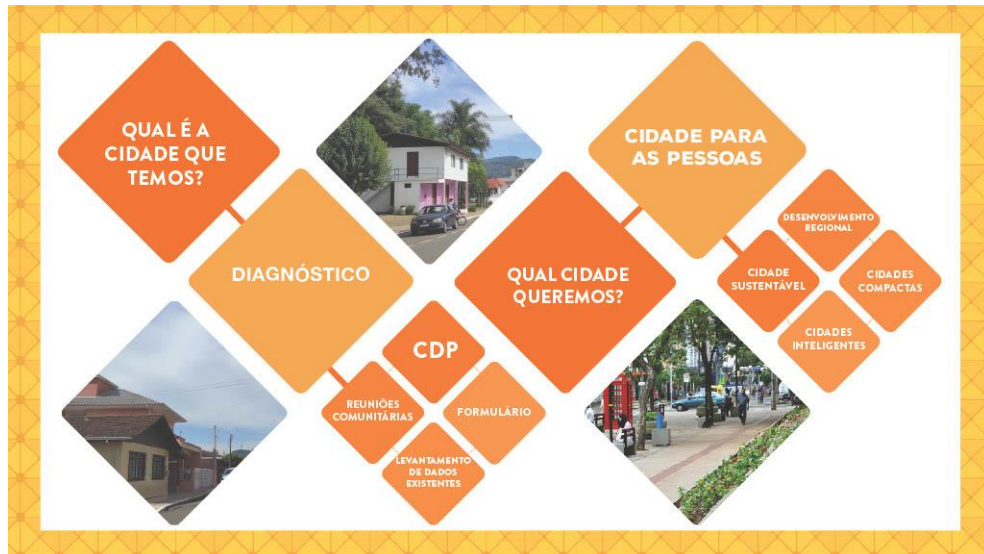 QUAL É A
CIDADE QUE
TEMOS?
DIAGNÓSTICO
CDP
REUNIÕES
COMUNITÁRIAS
FORMULÁRIO
LEVANTAMENTO
DE DADOS
EXISTENTES
QUAL CIDADE
QUEREMOS?
CIDADE PARA
AS PESSOAS
DESENVOLVIMENTO
REGIONAL
CIDADE
SUSTENTÁVEL
CIDADES
COMPACTAS
CIDADES
INTELIGENTES